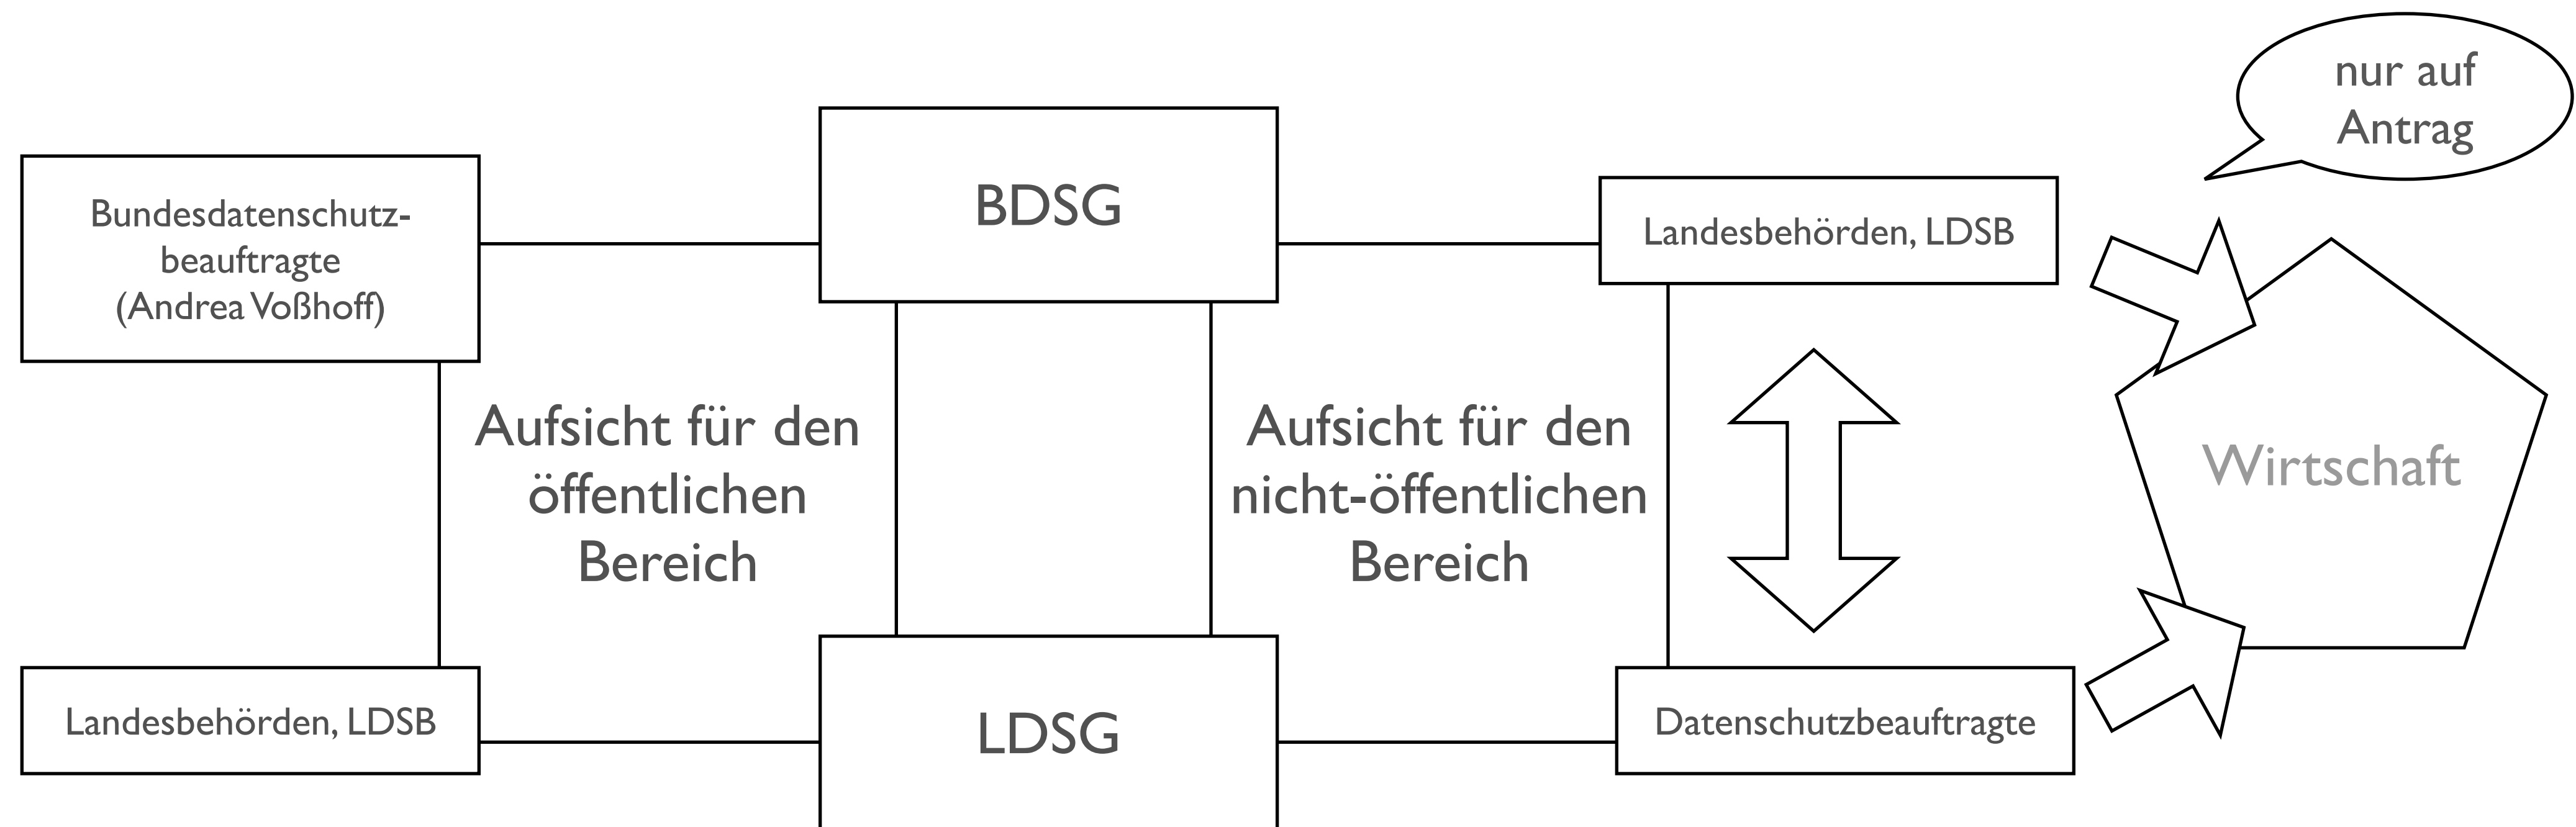 nur auf
Antrag
BDSG
Bundesdatenschutz-
beauftragte
(Andrea Voßhoff)
Landesbehörden, LDSB
Aufsicht für den
öffentlichen
Bereich
Aufsicht für den
nicht-öffentlichen
Bereich
Wirtschaft
Landesbehörden, LDSB
LDSG
Datenschutzbeauftragte